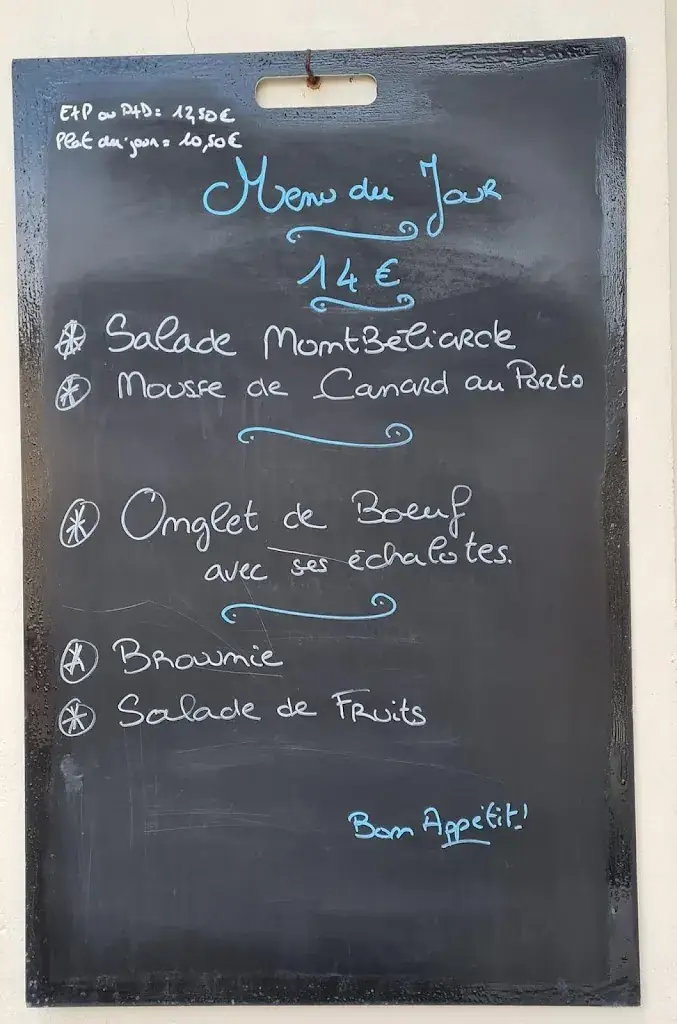 E+P ou P+D = 12,50€
Plat du jour = 10,50€
Menu du Jour
14 €
Salade MontBéliarde
Mousse de Canard au Porto
Onglet de Boeuf
avec ses échalotes.
Brownie
Salade de Fruits
Bon Appétit!